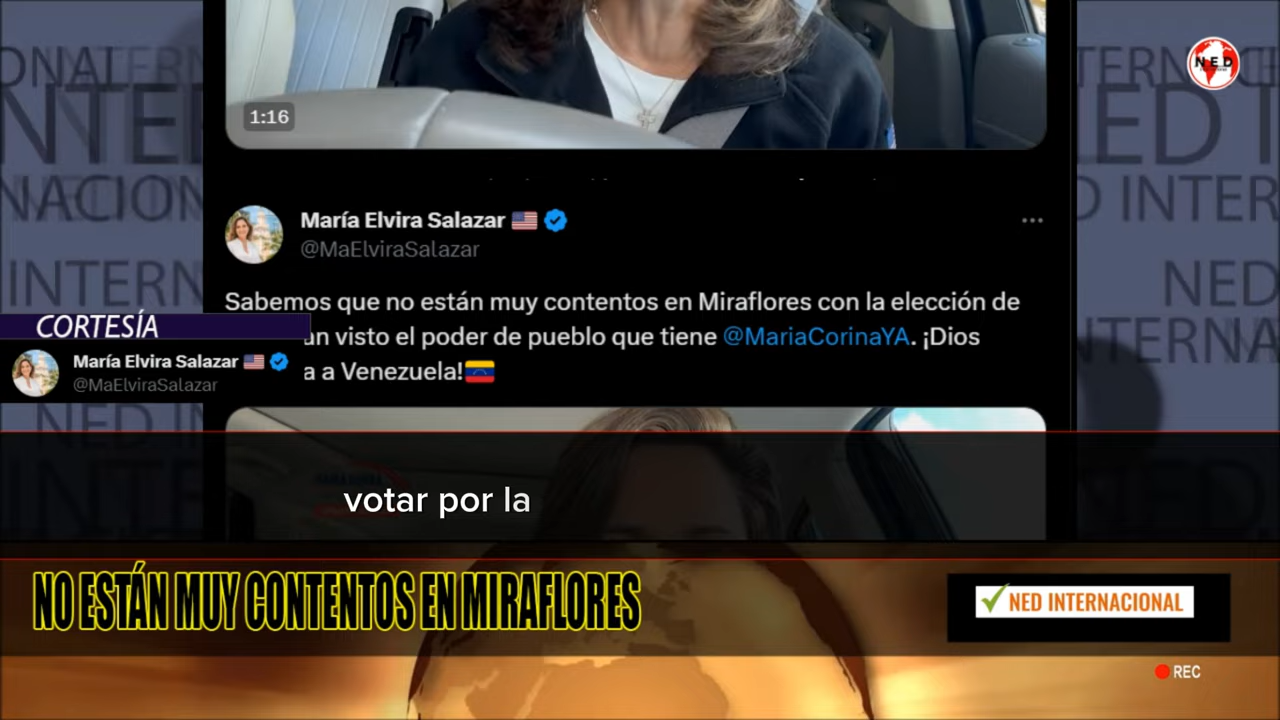 NED
1:16
María Elvira Salazar
@MaElviraSalazar
Sabemos que no están muy contentos en Miraflores con la elección de
an visto el poder de pueblo que tiene @MariaCorinaYA. ¡Dios
a a Venezuela!
CORTESÍA
María Elvira Salazar
@MaElviraSalazar
votar por la
NO ESTÁN MUY CONTENTOS EN MIRAFLORES
NED INTERNACIONAL
REC